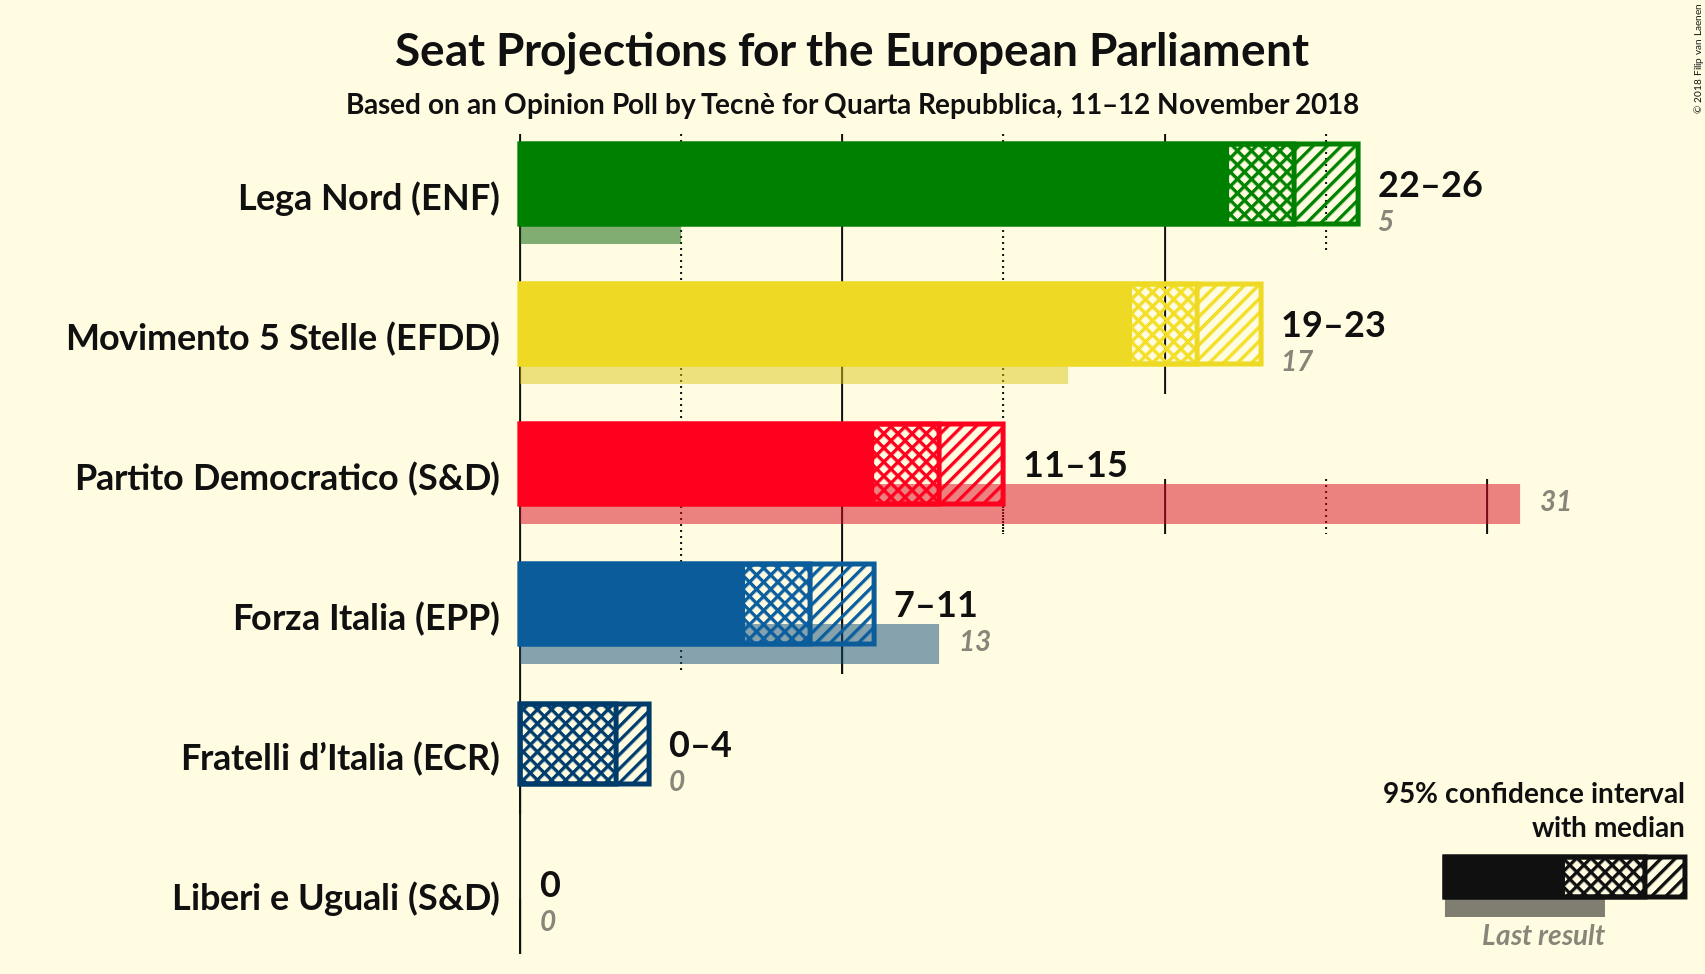 Seat Projections for the European Parliament
Based on an Opinion Poll by Tecnè for Quarta Repubblica, 11–12 November 2018
© 2018 Filip van Laenen
Lega Nord (ENF)
22–26
5
Movimento 5 Stelle (EFDD)
19–23
17
Partito Democratico (S&D)
11–15
31
Forza Italia (EPP)
7–11
13
Fratelli d’Italia (ECR)
0–4
0
Liberi e Uguali (S&D)
0
0
95% confidence interval
with median
Last result